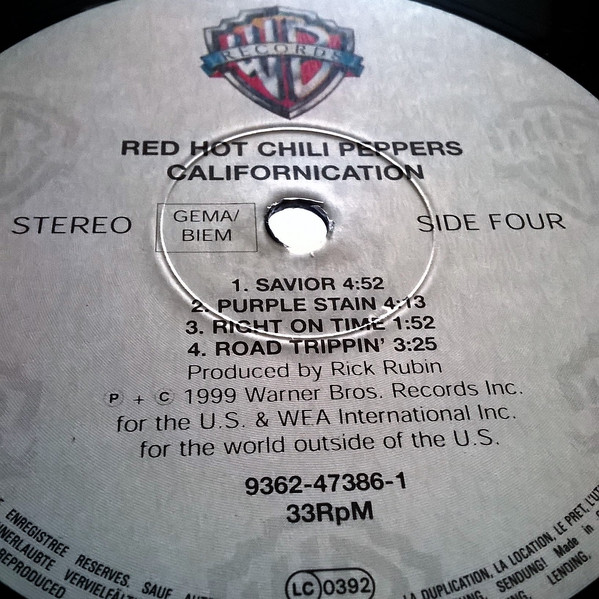 WB
RECORDS
RED HOT CHILI PEPPERS
CALIFORNICATION
STEREO
GEMA/
BIEM
SIDE FOUR
1. SAVIOR 4:52
2. PURPLE STAIN 4:13
3. RIGHT ON TIME 1:52
4. ROAD TRIPPIN' 3:25
Produced by Rick Rubin
℗ + © 1999 Warner Bros. Records Inc.
for the U.S. & WEA International Inc.
for the world outside of the U.S.
9362-47386-1
33RpM
LC 0392
ENREGISTREE RESERVES. SAUF
REPRODUCED
LA DUPLICATION, LA LOCATION, LE PRET, L'UT
SENDUNG! Made in
LENDING,